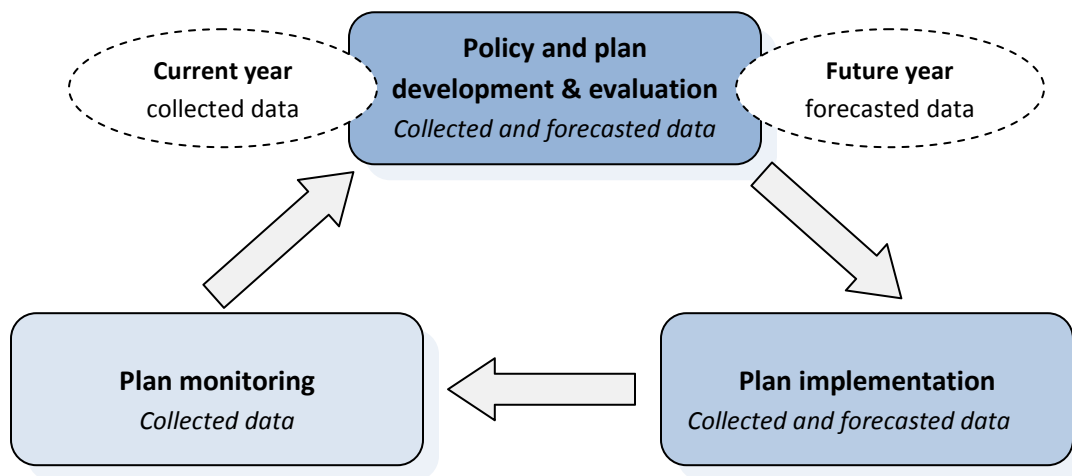 Current year
collected data
Policy and plan
development & evaluation
Collected and forecasted data
Future year
forecasted data
Plan monitoring
Collected data
Plan implementation
Collected and forecasted data